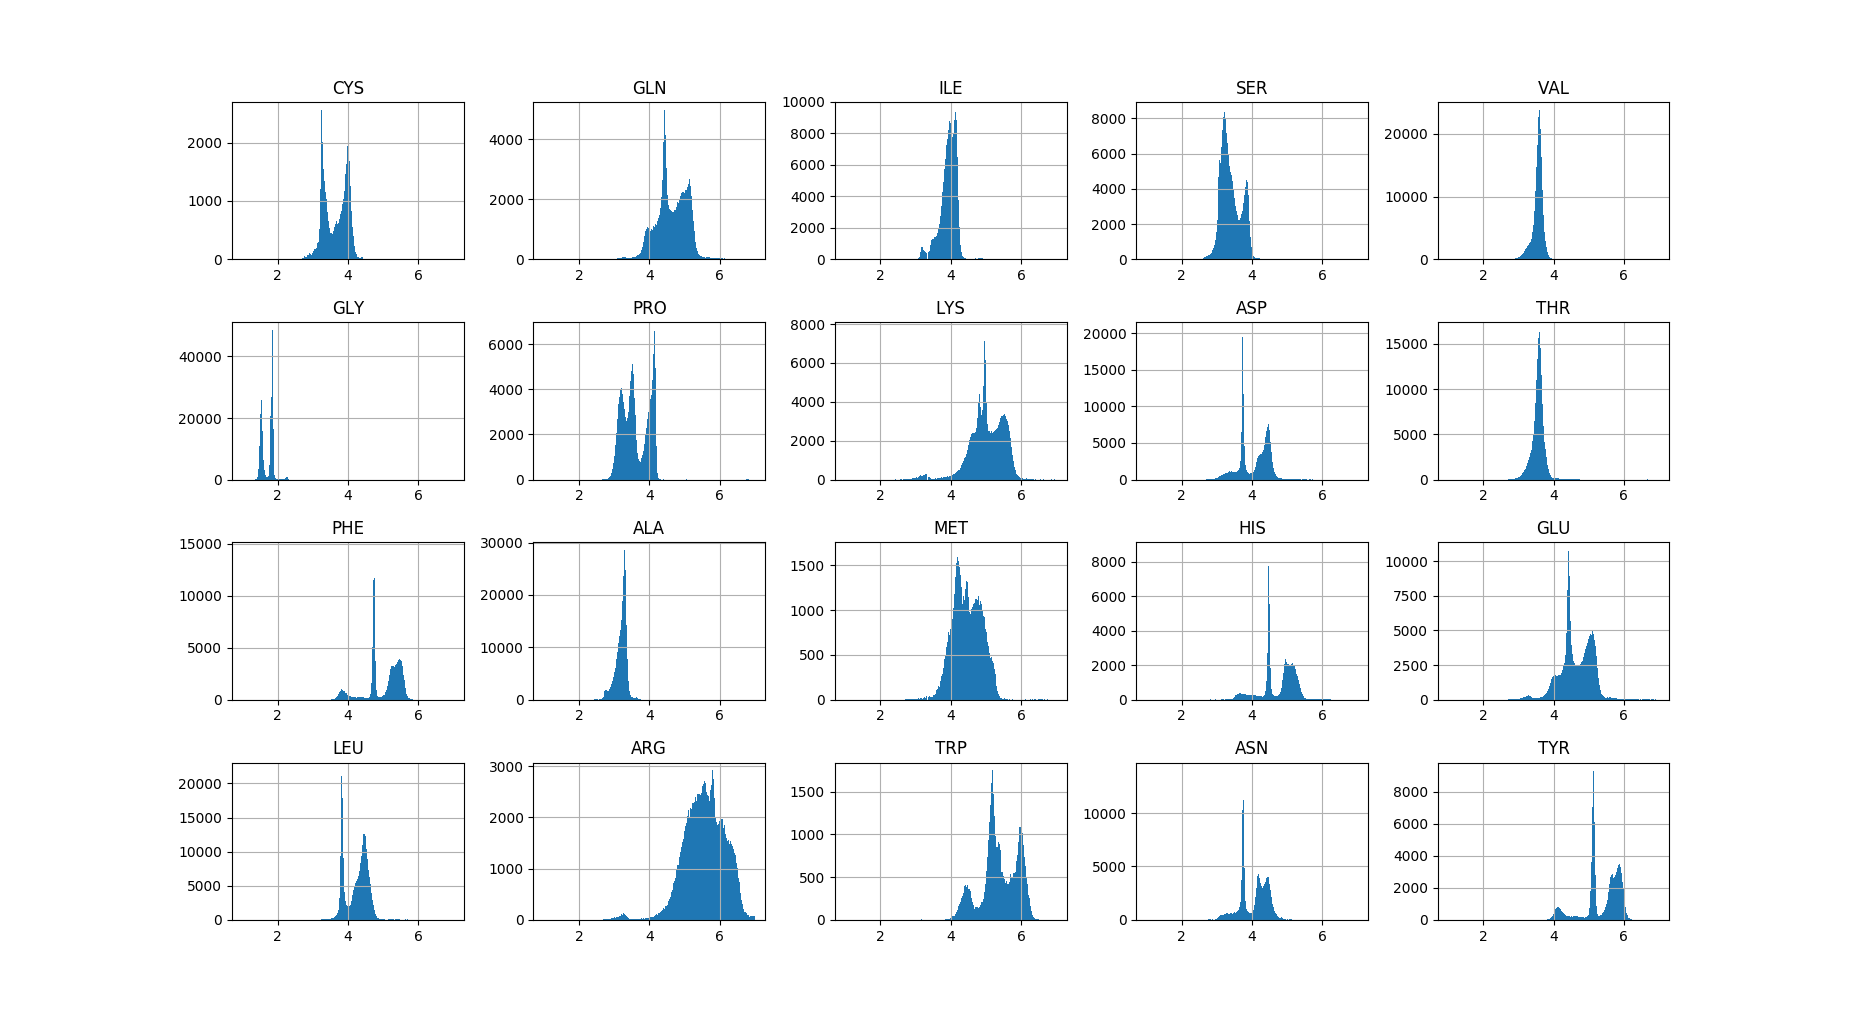 CYS GLN ILE SER VAL
2000 1000 0 2 4 6
4000 2000 0 2 4 6
10000 8000 6000 4000 2000 0 2 4 6
8000 6000 4000 2000 0 2 4 6
20000 10000 0 2 4 6
GLY PRO LYS ASP THR
40000 20000 0 2 4 6
6000 4000 2000 0 2 4 6
8000 6000 4000 2000 0 2 4 6
20000 15000 10000 5000 0 2 4 6
15000 10000 5000 0 2 4 6
PHE ALA MET HIS GLU
15000 10000 5000 0 2 4 6
30000 20000 10000 0 2 4 6
1500 1000 500 0 2 4 6
8000 6000 4000 2000 0 2 4 6
10000 7500 5000 2500 0 2 4 6
LEU ARG TRP ASN TYR
20000 15000 10000 5000 0 2 4 6
3000 2000 1000 0 2 4 6
1500 1000 500 0 2 4 6
10000 5000 0 2 4 6
8000 6000 4000 2000 0 2 4 6